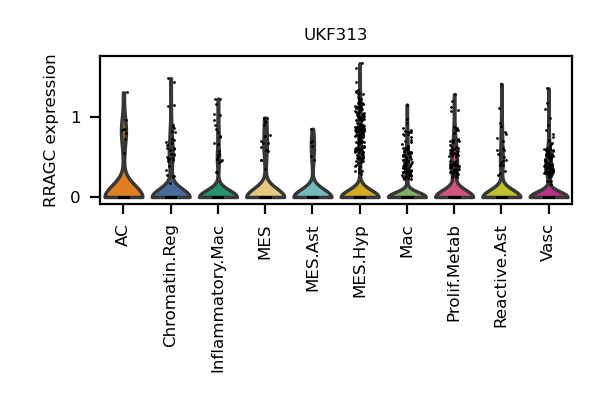 UKF313
RRAGC expression
1
0
AC
Chromatin.Reg
Inflammatory.Mac
MES
MES.Ast
MES.Hyp
Mac
Prolif.Metab
Reactive.Ast
Vasc